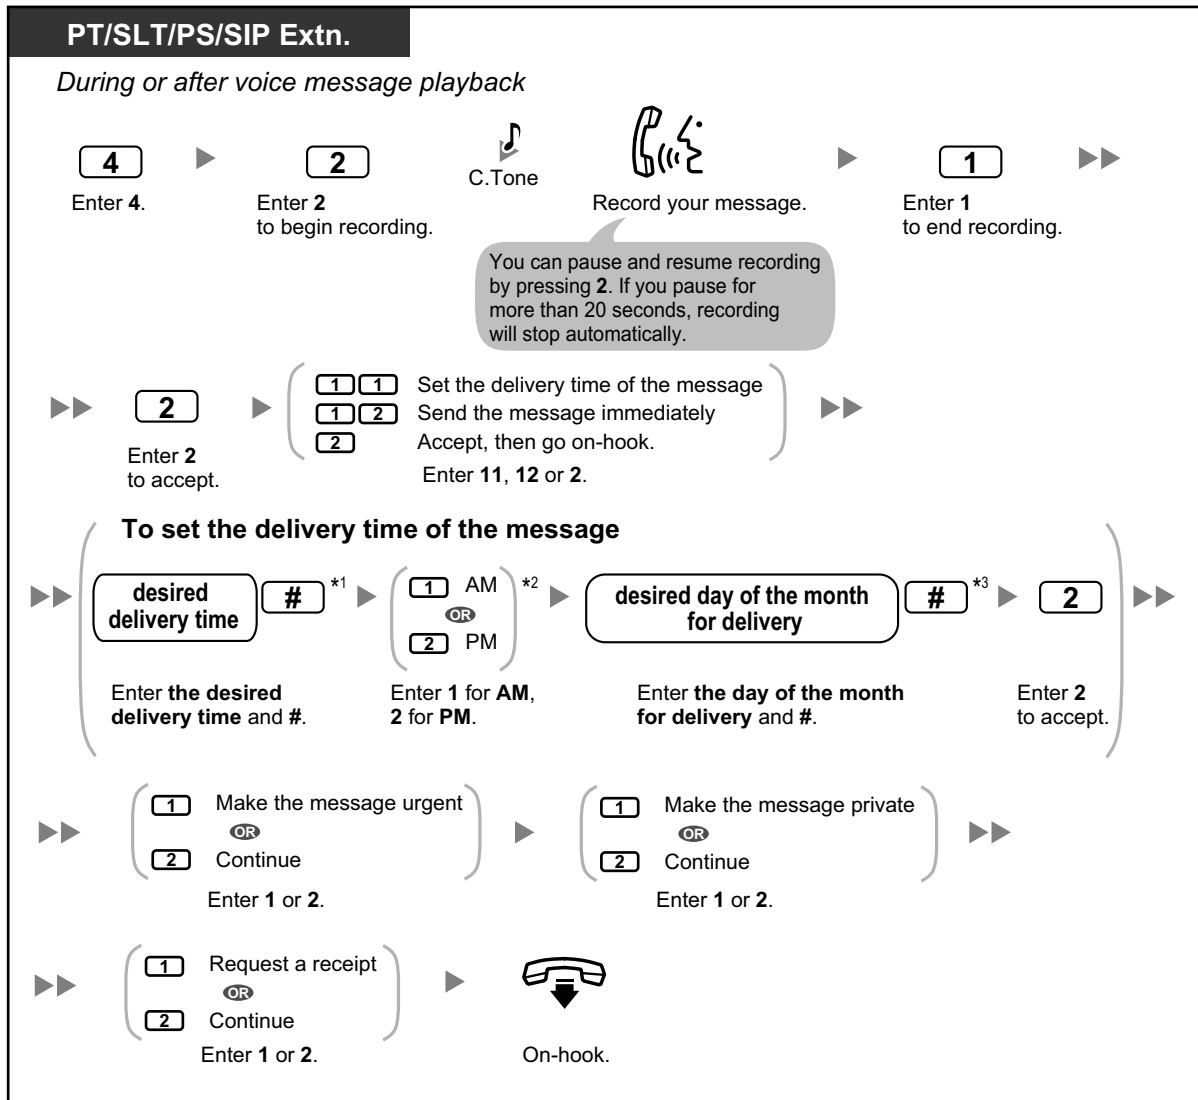 PT/SLT/PS/SIP Extn.
During or after voice message playback
4
2
C.Tone
1
Enter 4.
Enter 2
to begin recording.
Record your message.
Enter 1
to end recording.
You can pause and resume recording
by pressing 2. If you pause for
more than 20 seconds, recording
will stop automatically.
2
Enter 2
to accept.
1 1 Set the delivery time of the message
1 2 Send the message immediately
2 Accept, then go on-hook.
Enter 11, 12 or 2.
To set the delivery time of the message
desired
delivery time
# *1
1 AM
OR
2 PM
*2
desired day of the month
for delivery
# *3
2
Enter the desired
delivery time and #.
Enter 1 for AM,
2 for PM.
Enter the day of the month
for delivery and #.
Enter 2
to accept.
1 Make the message urgent
OR
2 Continue
Enter 1 or 2.
1 Make the message private
OR
2 Continue
Enter 1 or 2.
1 Request a receipt
OR
2 Continue
Enter 1 or 2.
On-hook.